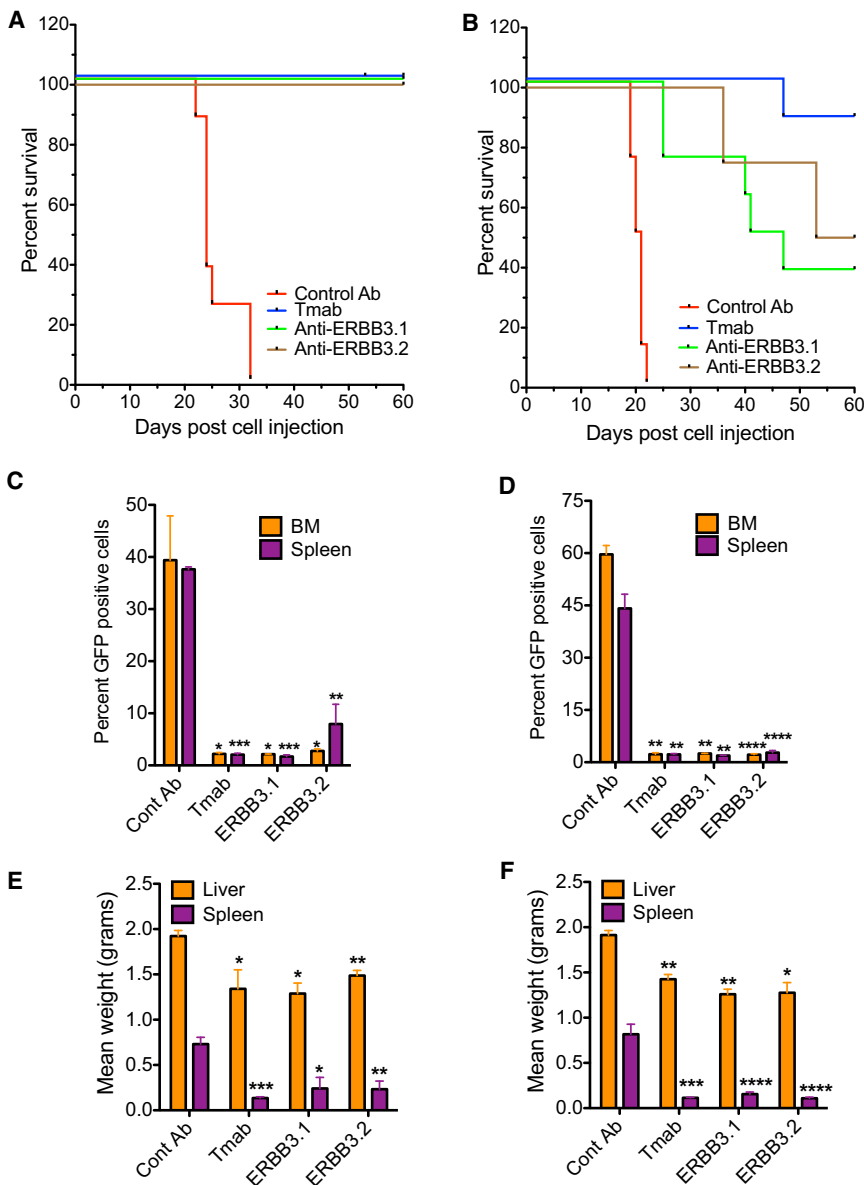 A
120
100
80
60
40
20
0
Percent survival
Control Ab
Tmab
Anti-ERBB3.1
Anti-ERBB3.2
0 10 20 30 40 50 60
Days post cell injection
B
120
100
80
60
40
20
0
Percent survival
Control Ab
Tmab
Anti-ERBB3.1
Anti-ERBB3.2
0 10 20 30 40 50 60
Days post cell injection
C
50
40
30
20
10
0
Percent GFP positive cells
BM
Spleen
* *** * *** * **
Cont Ab Tmab ERBB3.1 ERBB3.2
D
75
60
45
30
15
0
Percent GFP positive cells
BM
Spleen
** ** ** ** **** ****
Cont Ab Tmab ERBB3.1 ERBB3.2
E
2.5
2.0
1.5
1.0
0.5
0.0
Mean weight (grams)
Liver
Spleen
* *** * * ** **
Cont Ab Tmab ERBB3.1 ERBB3.2
F
2.5
2.0
1.5
1.0
0.5
0.0
Mean weight (grams)
Liver
Spleen
** *** ** **** * ****
Cont Ab Tmab ERBB3.1 ERBB3.2